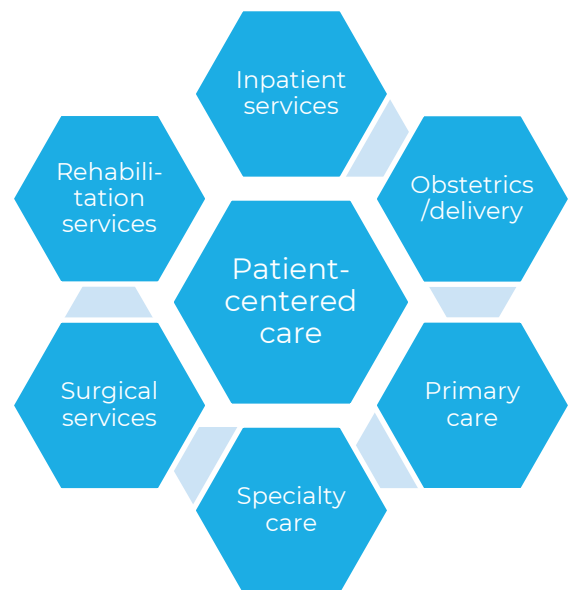 Inpatient
services
Obstetrics
/delivery
Primary
care
Specialty
care
Surgical
services
Rehabili-
tation
services
Patient-
centered
care